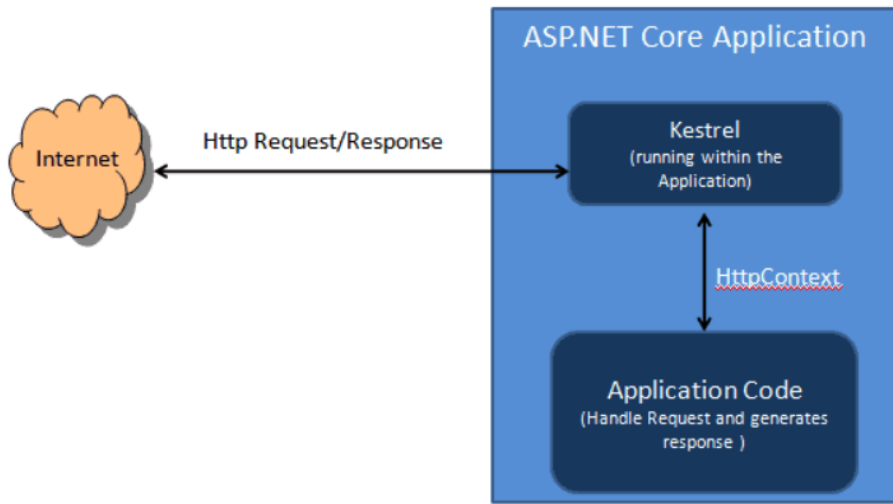 ASP.NET Core Application
Internet
Http Request/Response
Kestrel
(running within the
Application)
HttpContext
Application Code
(Handle Request and generates
response )